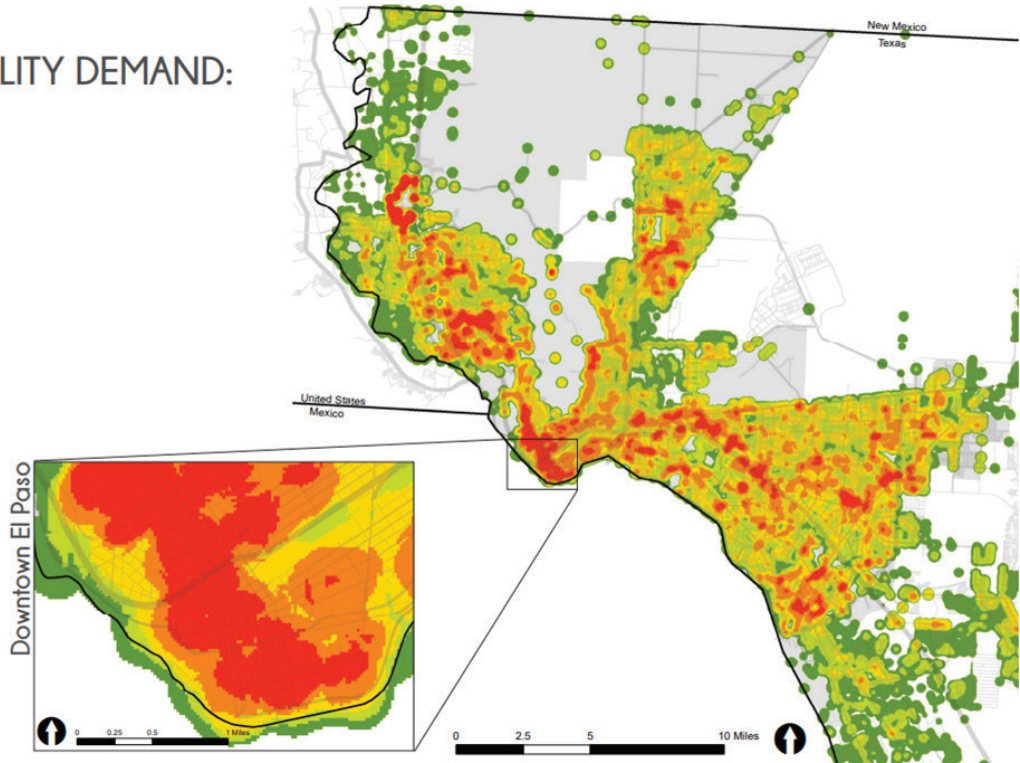 LITY DEMAND:
New Mexico
Texas
United States
Mexico
Downtown El Paso
0 0.25 0.5 1 Miles
0 2.5 5 10 Miles